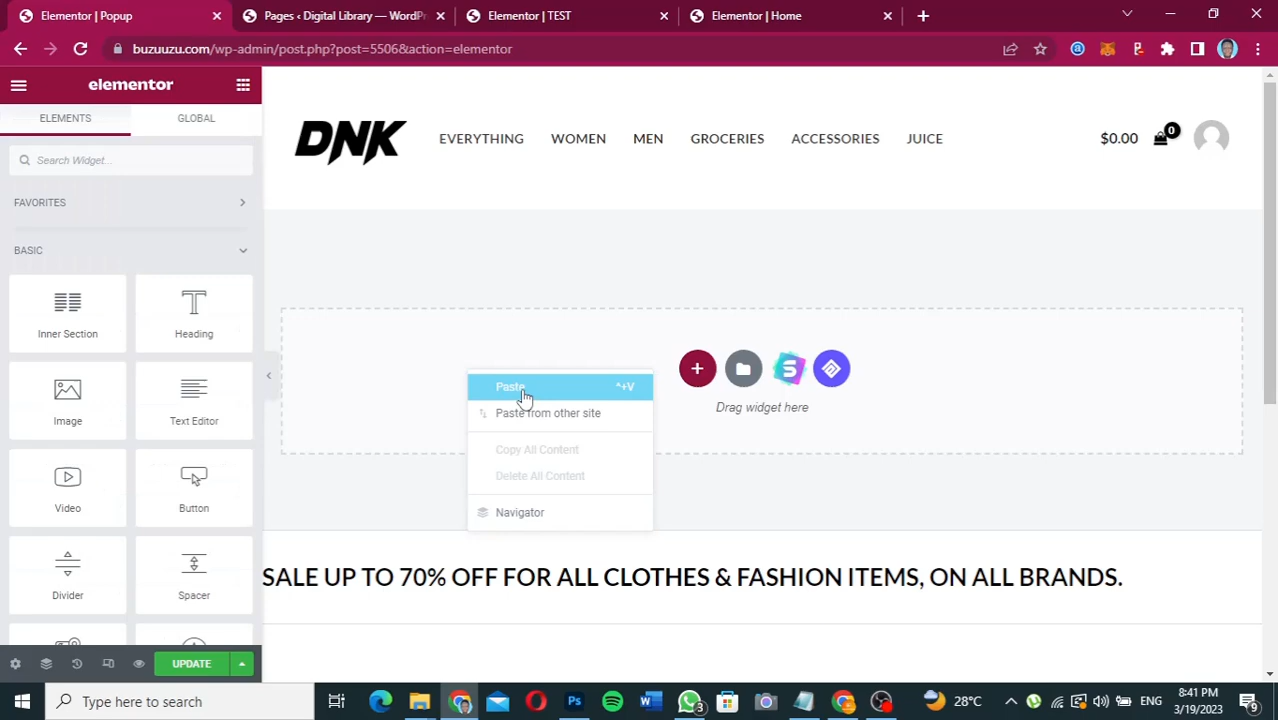 Elementor | Popup
Pages ‹ Digital Library — WordPr
Elementor | TEST
Elementor | Home
buzuuzu.com/wp-admin/post.php?post=5506&action=elementor
elementor
ELEMENTS
GLOBAL
Search Widget...
FAVORITES
BASIC
Inner Section
Heading
Image
Text Editor
Video
Button
Divider
Spacer
UPDATE
DNK
EVERYTHING
WOMEN
MEN
GROCERIES
ACCESSORIES
JUICE
$0.00
0
Paste
^+V
Paste from other site
Copy All Content
Delete All Content
Navigator
Drag widget here
SALE UP TO 70% OFF FOR ALL CLOTHES & FASHION ITEMS, ON ALL BRANDS.
Type here to search
3
28°C
ENG
8:41 PM
3/19/2023
9